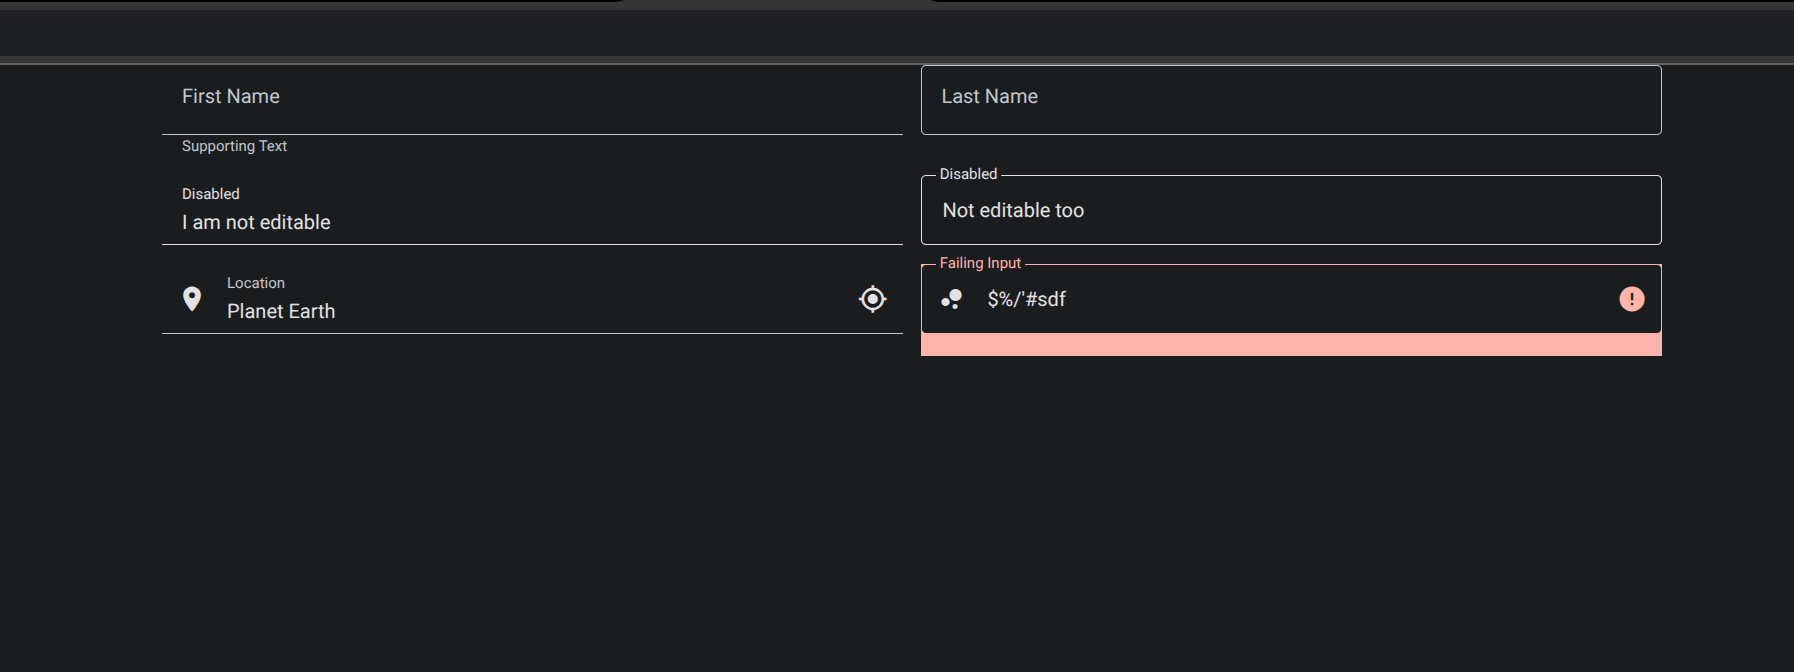 First Name
Last Name
Supporting Text
Disabled
I am not editable
Disabled
Not editable too
Location
Planet Earth
Failing Input
$%/'#sdf